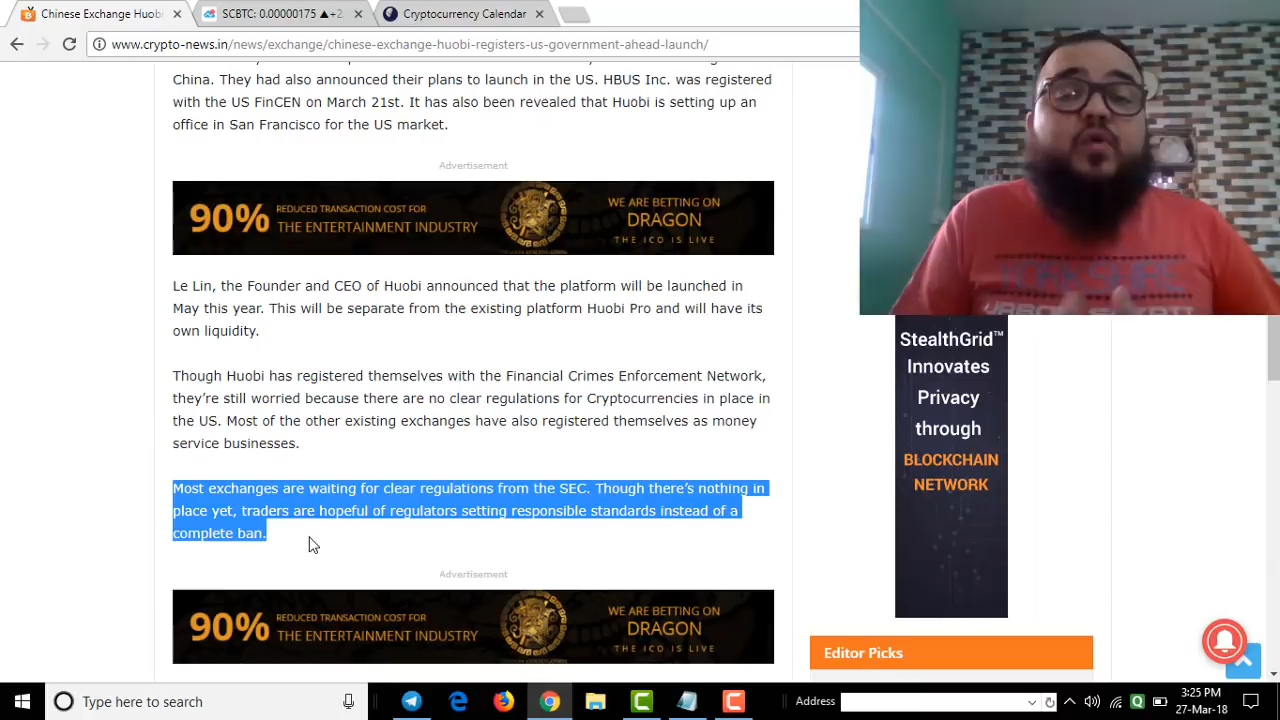 Chinese Exchange Huobi
SCBTC: 0.00000175 ▲+2
Cryptocurrency Calendar
www.crypto-news.in/news/exchange/chinese-exchange-huobi-registers-us-government-ahead-launch/
China. They had also announced their plans to launch in the US. HBUS Inc. was registered
with the US FinCEN on March 21st. It has also been revealed that Huobi is setting up an
office in San Francisco for the US market.
Advertisement
90% REDUCED TRANSACTION COST FOR
THE ENTERTAINMENT INDUSTRY
WE ARE BETTING ON
DRAGON
THE ICO IS LIVE
Le Lin, the Founder and CEO of Huobi announced that the platform will be launched in
May this year. This will be separate from the existing platform Huobi Pro and will have its
own liquidity.
Though Huobi has registered themselves with the Financial Crimes Enforcement Network,
they're still worried because there are no clear regulations for Cryptocurrencies in place in
the US. Most of the other existing exchanges have also registered themselves as money
service businesses.
Most exchanges are waiting for clear regulations from the SEC. Though there's nothing in
place yet, traders are hopeful of regulators setting responsible standards instead of a
complete ban.
Advertisement
90% REDUCED TRANSACTION COST FOR
THE ENTERTAINMENT INDUSTRY
WE ARE BETTING ON
DRAGON
THE ICO IS LIVE
YORKSHIRE
StealthGrid™
Innovates
Privacy
through
BLOCKCHAIN
NETWORK
Editor Picks
Type here to search
Address
3:25 PM
27-Mar-18